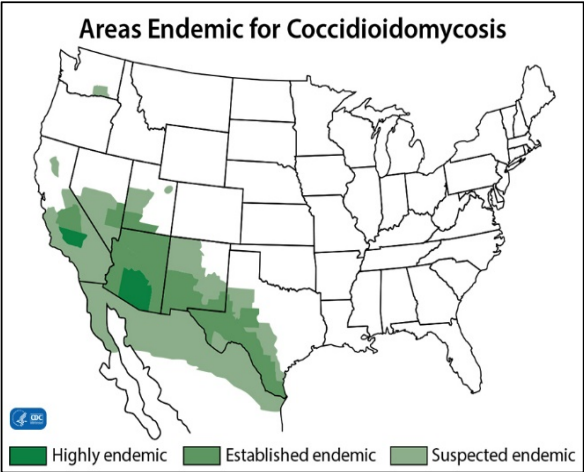 Areas Endemic for Coccidioidomycosis
CDC
Highly endemic
Established endemic
Suspected endemic